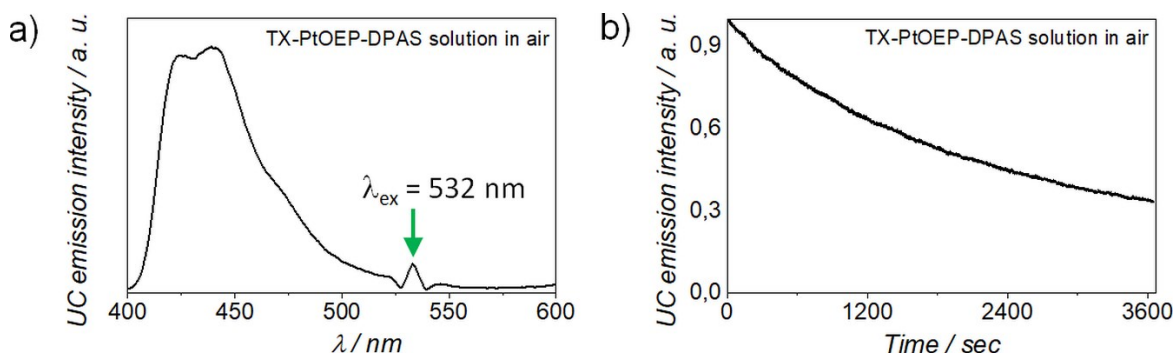 a)
TX-PtOEP-DPAS solution in air
UC emission intensity / a. u.
λex = 532 nm
400 450 500 550 600
λ / nm
b)
TX-PtOEP-DPAS solution in air
UC emission intensity / a. u.
0,9
0,6
0,3
0,0
0 1200 2400 3600
Time / sec